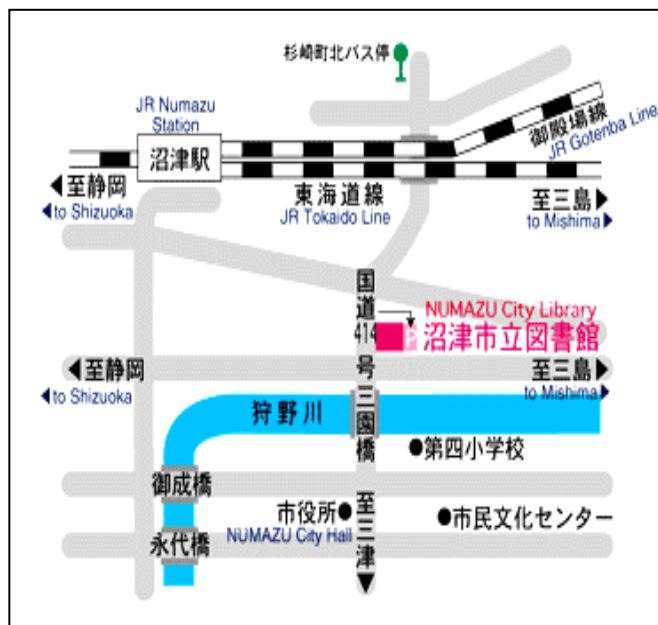 杉崎町北バス停
JR Numazu
Station
沼津駅
御殿場線
JR Gotenba Line
◀至静岡
◀to Shizuoka
東海道線
JR Tokaido Line
至三島▶
to Mishima▶
国道414号
NUMAZU City Library
P
沼津市立図書館
◀至静岡
◀to Shizuoka
至三島▶
to Mishima▶
狩野川
三園橋
●第四小学校
御成橋
市役所●
NUMAZU City Hall
至三津▼
●市民文化センター
永代橋